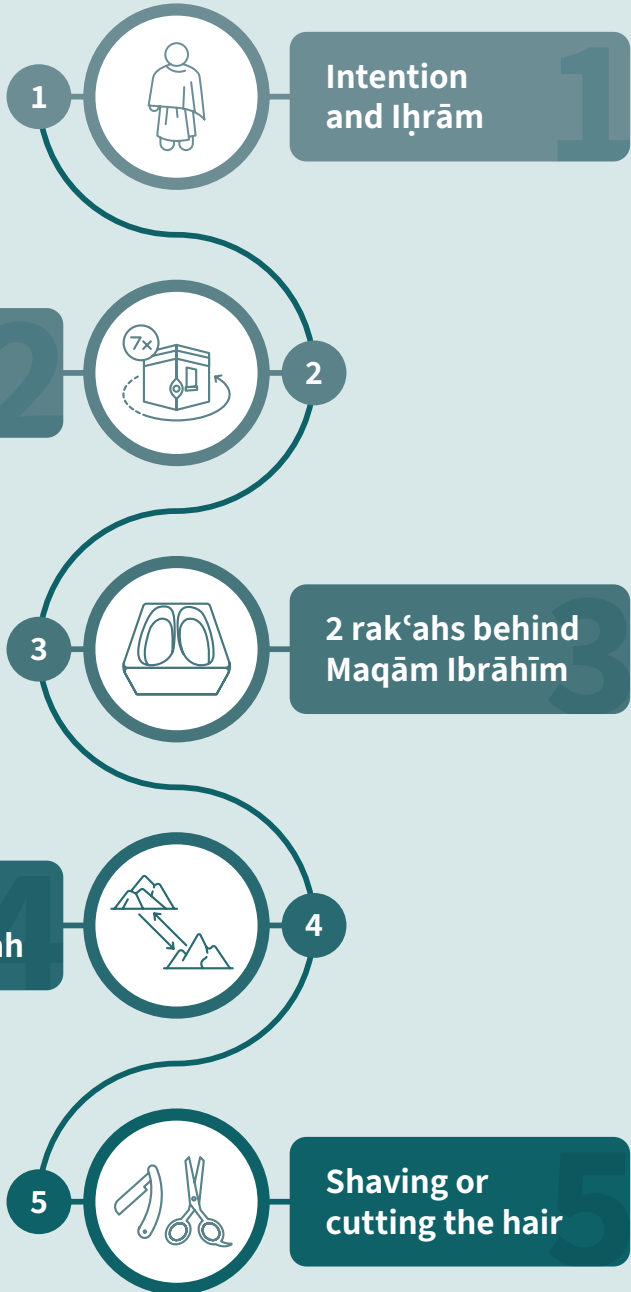 1
Intention
and Iḥrām
1
2
7x
2
3
2 rakʿahs behind
Maqām Ibrāhīm
3
4
ah
4
5
Shaving or
cutting the hair
5